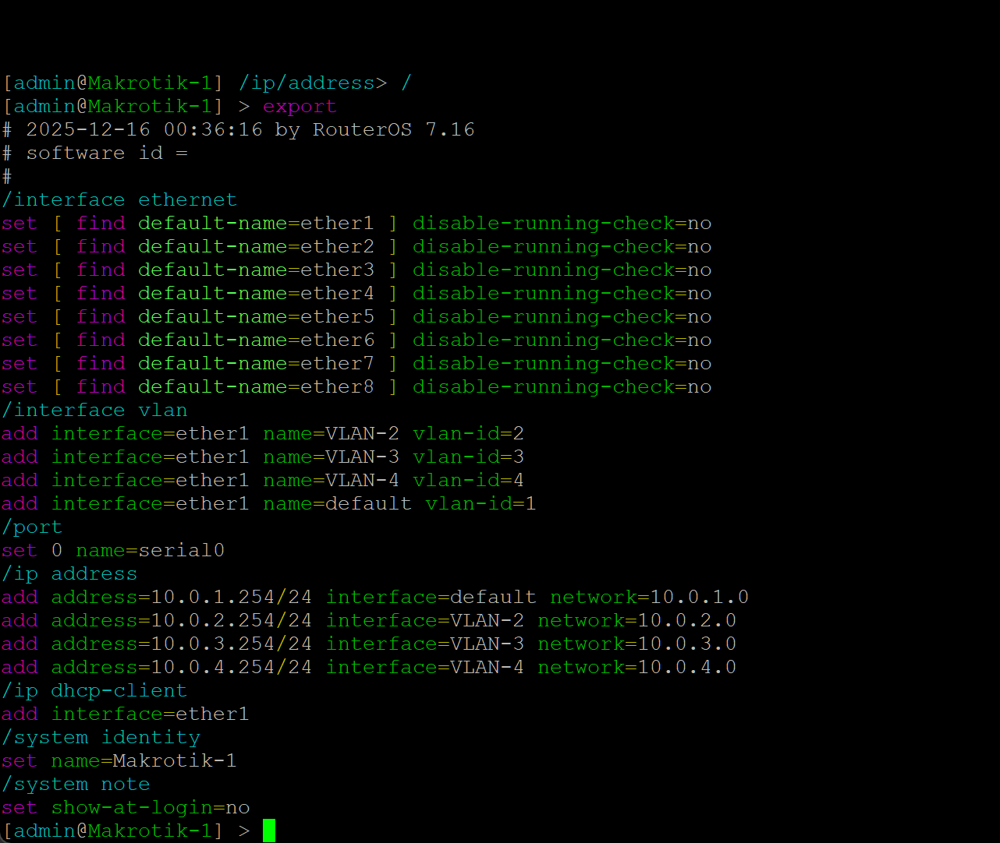 [admin@Makrotik-1] /ip/address> /
[admin@Makrotik-1] > export
# 2025-12-16 00:36:16 by RouterOS 7.16
# software id =
#
/interface ethernet
set [ find default-name=ether1 ] disable-running-check=no
set [ find default-name=ether2 ] disable-running-check=no
set [ find default-name=ether3 ] disable-running-check=no
set [ find default-name=ether4 ] disable-running-check=no
set [ find default-name=ether5 ] disable-running-check=no
set [ find default-name=ether6 ] disable-running-check=no
set [ find default-name=ether7 ] disable-running-check=no
set [ find default-name=ether8 ] disable-running-check=no
/interface vlan
add interface=ether1 name=VLAN-2 vlan-id=2
add interface=ether1 name=VLAN-3 vlan-id=3
add interface=ether1 name=VLAN-4 vlan-id=4
add interface=ether1 name=default vlan-id=1
/port
set 0 name=serial0
/ip address
add address=10.0.1.254/24 interface=default network=10.0.1.0
add address=10.0.2.254/24 interface=VLAN-2 network=10.0.2.0
add address=10.0.3.254/24 interface=VLAN-3 network=10.0.3.0
add address=10.0.4.254/24 interface=VLAN-4 network=10.0.4.0
/ip dhcp-client
add interface=ether1
/system identity
set name=Makrotik-1
/system note
set show-at-login=no
[admin@Makrotik-1] >